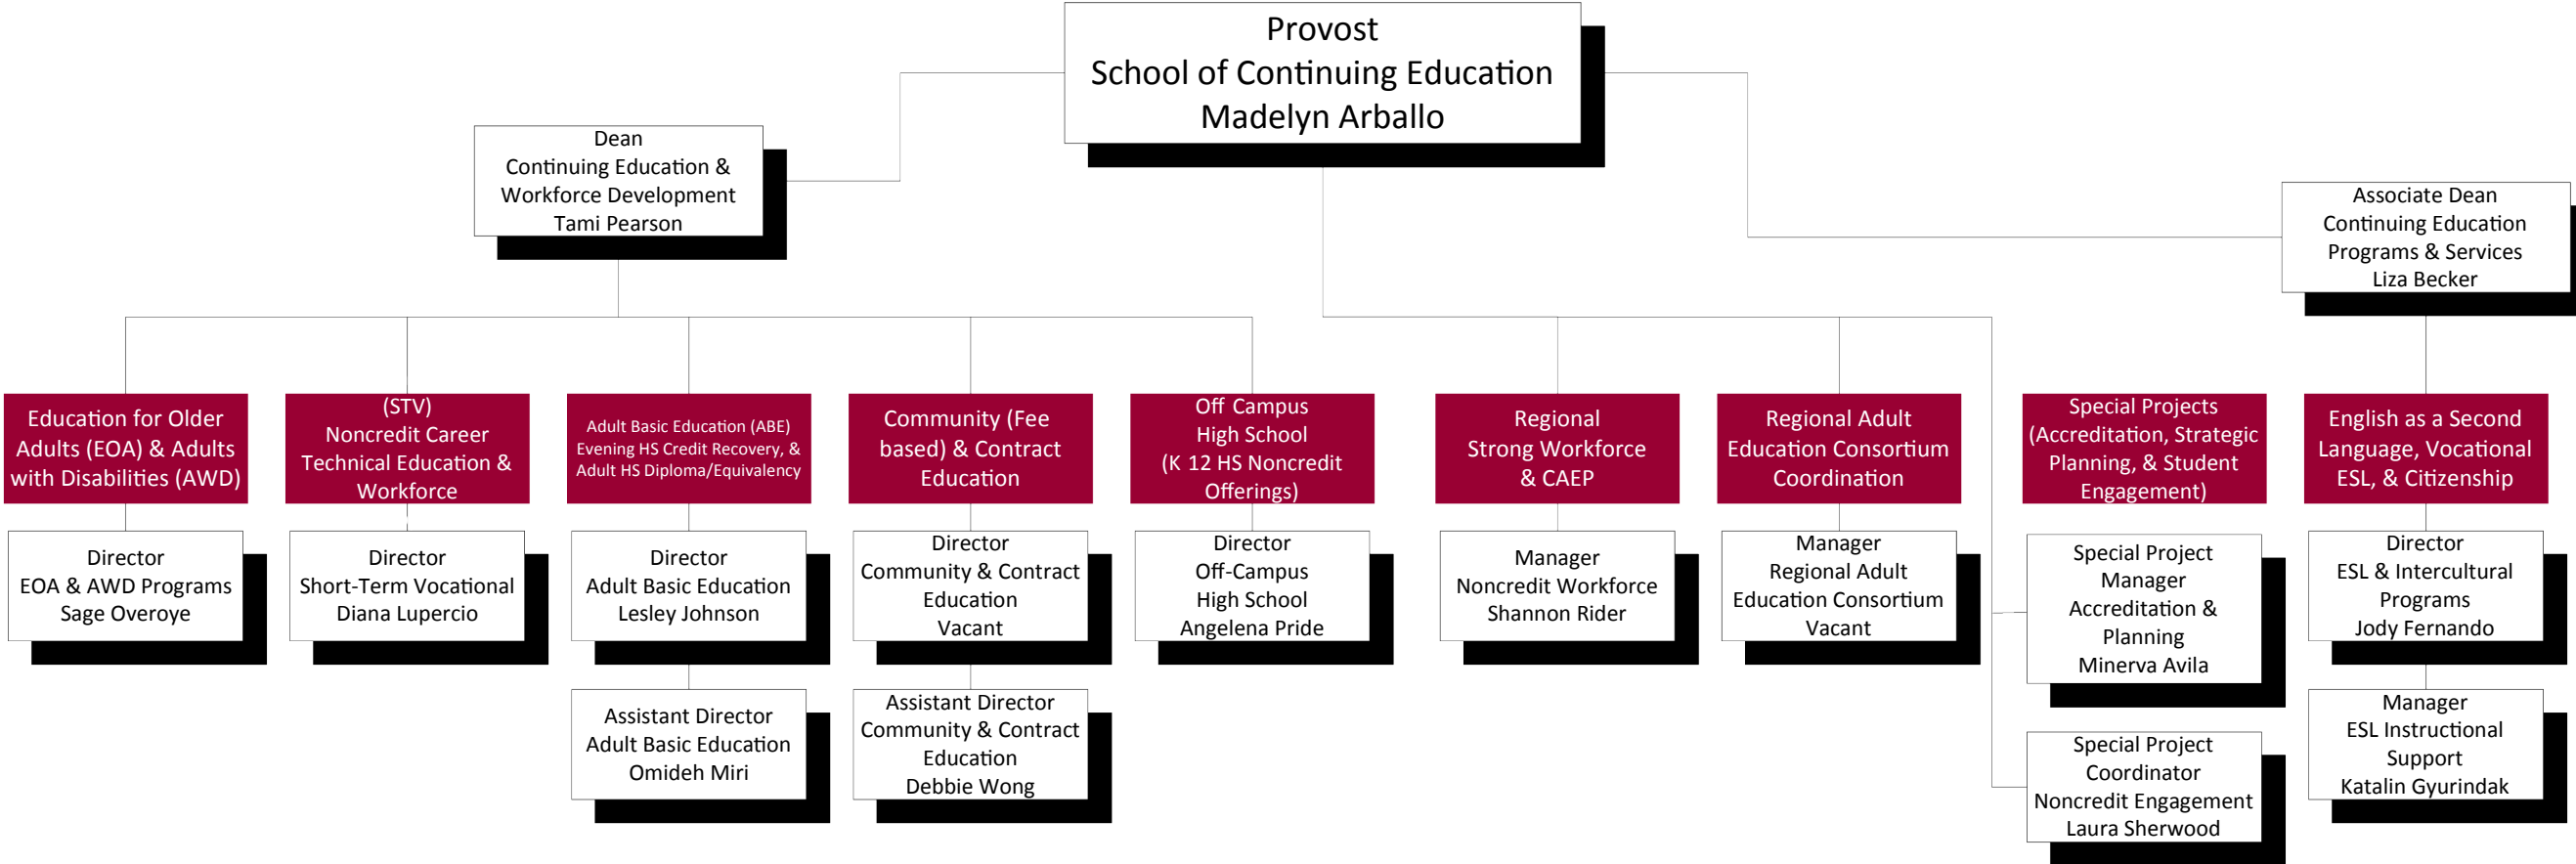 Provost
School of Continuing Education
Madelyn Arballo
Dean
Continuing Education &
Workforce Development
Tami Pearson
Associate Dean
Continuing Education
Programs & Services
Liza Becker
Education for Older
Adults (EOA) & Adults
with Disabilities (AWD)
(STV)
Noncredit Career
Technical Education &
Workforce
Adult Basic Education (ABE)
Evening HS Credit Recovery, &
Adult HS Diploma/Equivalency
Community (Fee
based) & Contract
Education
Off Campus
High School
(K 12 HS Noncredit
Offerings)
Regional
Strong Workforce
& CAEP
Regional Adult
Education Consortium
Coordination
Special Projects
(Accreditation, Strategic
Planning, & Student
Engagement)
English as a Second
Language, Vocational
ESL, & Citizenship
Director
EOA & AWD Programs
Sage Overoye
Director
Short-Term Vocational
Diana Lupercio
Director
Adult Basic Education
Lesley Johnson
Director
Community & Contract
Education
Vacant
Director
Off-Campus
High School
Angelena Pride
Manager
Noncredit Workforce
Shannon Rider
Manager
Regional Adult
Education Consortium
Vacant
Special Project
Manager
Accreditation &
Planning
Minerva Avila
Director
ESL & Intercultural
Programs
Jody Fernando
Assistant Director
Adult Basic Education
Omideh Miri
Assistant Director
Community & Contract
Education
Debbie Wong
Special Project
Coordinator
Noncredit Engagement
Laura Sherwood
Manager
ESL Instructional
Support
Katalin Gyurindak